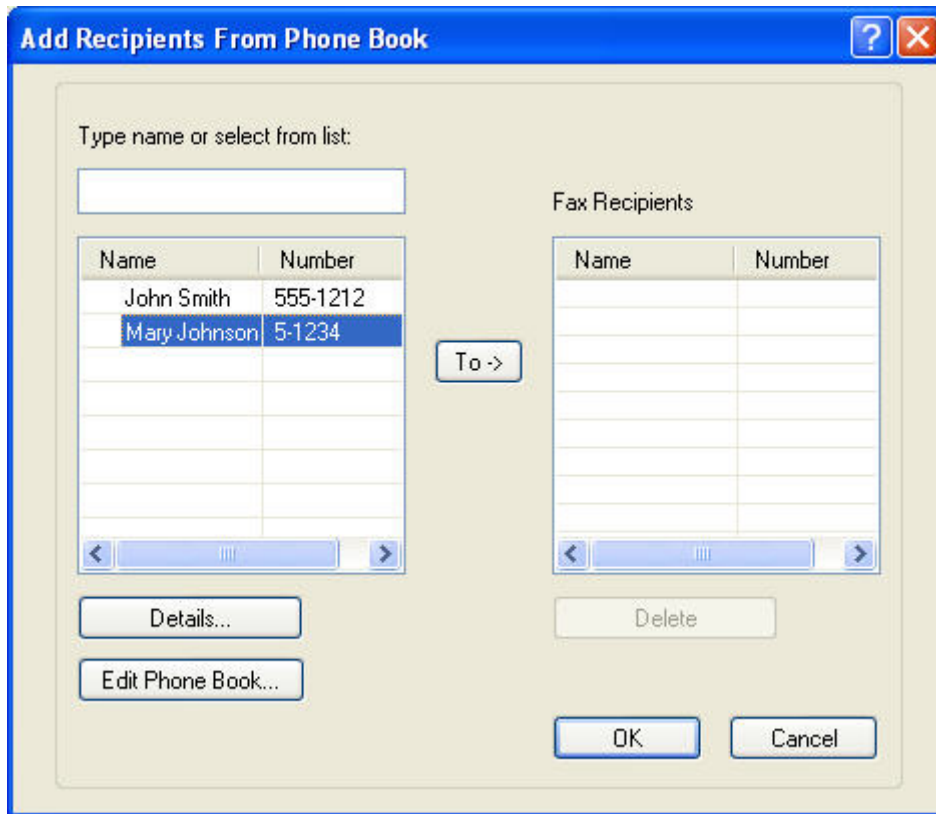 Add Recipients From Phone Book
Type name or select from list:
Name Number
John Smith 555-1212
Mary Johnson 5-1234
To ->
Fax Recipients
Name Number
Details...
Edit Phone Book...
Delete
OK Cancel